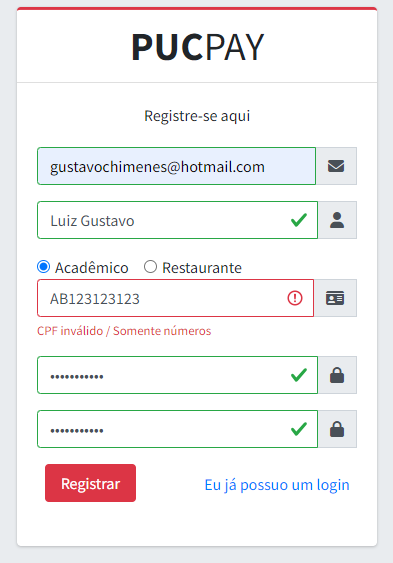 PUCPAY
Registre-se aqui
gustavochimenes@hotmail.com
Luiz Gustavo
Acadêmico Restaurante
AB123123123
CPF inválido / Somente números
•••••••••••
•••••••••••
Registrar Eu já possuo um login